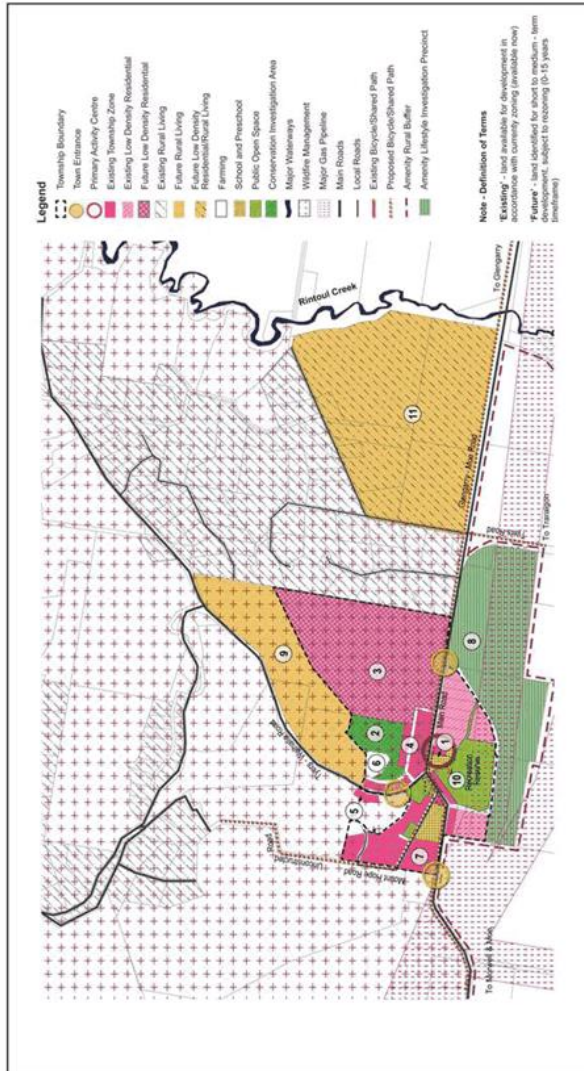 Legend
Township Boundary
Town Entrance
Primary Activity Centre
Existing Township Zone
Existing Low Density Residential
Future Low Density Residential
Existing Rural Living
Future Rural Living
Future Low Density
Residential/Rural Living
Farming
School and Preschool
Public Open Space
Conservation Investigation Area
Major Waterways
Wildfire Management
Major Gas Pipeline
Main Roads
Local Roads
Existing Bicycle/Shared Path
Proposed Bicycle/Shared Path
Amenity Rural Buffer
Amenity Lifestyle Investigation Precinct
Note - Definition of Terms
'Existing' - land available for development in
accordance with currently zoning (available now)
'Future' - land identified for short to medium - term
development, subject to rezoning (0-15 years
timeframe)
Rintoul Creek
To Glengarry
11
Glengarry Moe Road
To Traralgon
9
3
8
2
6
4
Main Road
1
10
Recreation
Reserve
5
7
Unconstructed
Road
Mount Hope Road